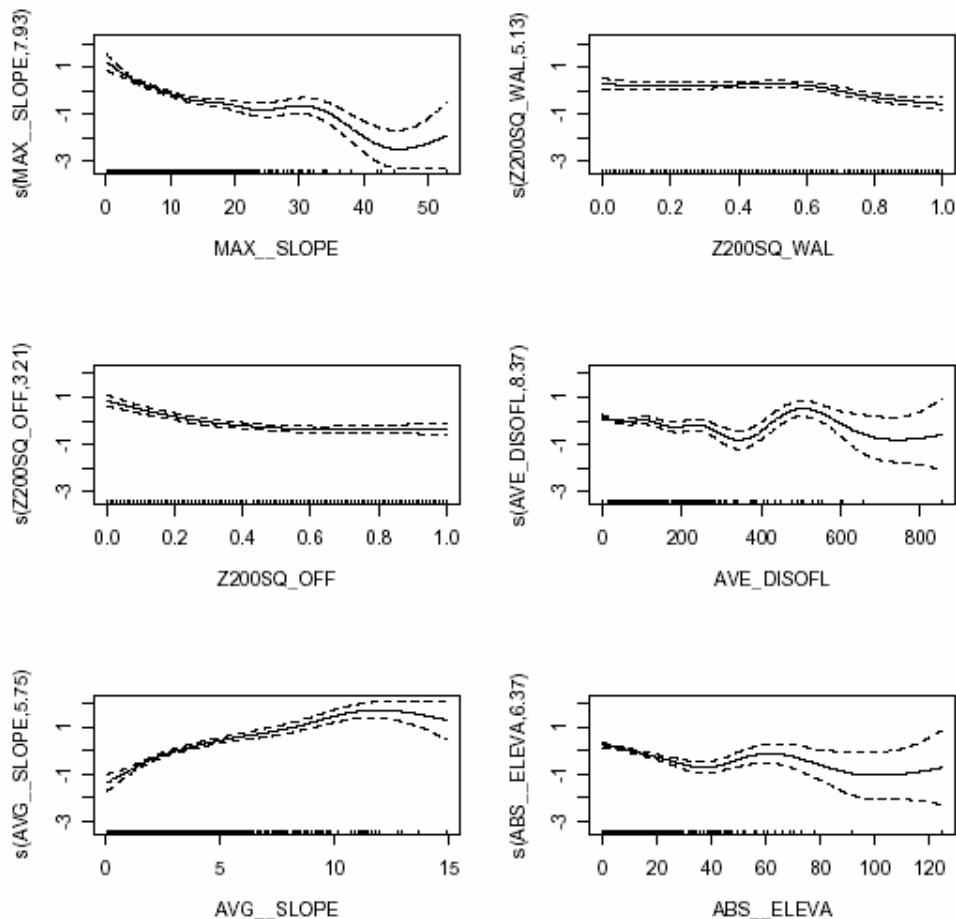 s(MAX__SLOPE,7.93)
1
-1
-3
0 10 20 30 40 50
MAX__SLOPE
s(Z200SQ_WAL,5.13)
1
-1
-3
0.0 0.2 0.4 0.6 0.8 1.0
Z200SQ_WAL
s(Z200SQ_OFF,3.21)
1
-1
-3
0.0 0.2 0.4 0.6 0.8 1.0
Z200SQ_OFF
s(AVE_DISOFL,8.37)
1
-1
-3
0 200 400 600 800
AVE_DISOFL
s(AVG__SLOPE,5.75)
1
-1
-3
0 5 10 15
AVG__SLOPE
s(ABS__ELEVA,6.37)
1
-1
-3
0 20 40 60 80 100 120
ABS__ELEVA